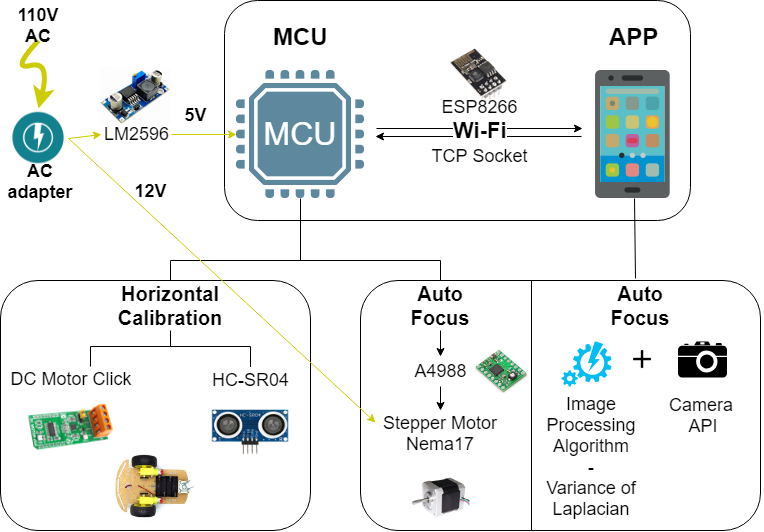 110V
AC
MCU
APP
ESP8266
5V
LM2596
MCU
Wi-Fi
TCP Socket
AC
adapter
12V
Horizontal
Calibration
Auto
Focus
Auto
Focus
DC Motor Click
HC-SR04
A4988
+
HC-SR04
Stepper Motor
Nema17
Image
Processing
Algorithm
-
Variance of
Laplacian
Camera
API